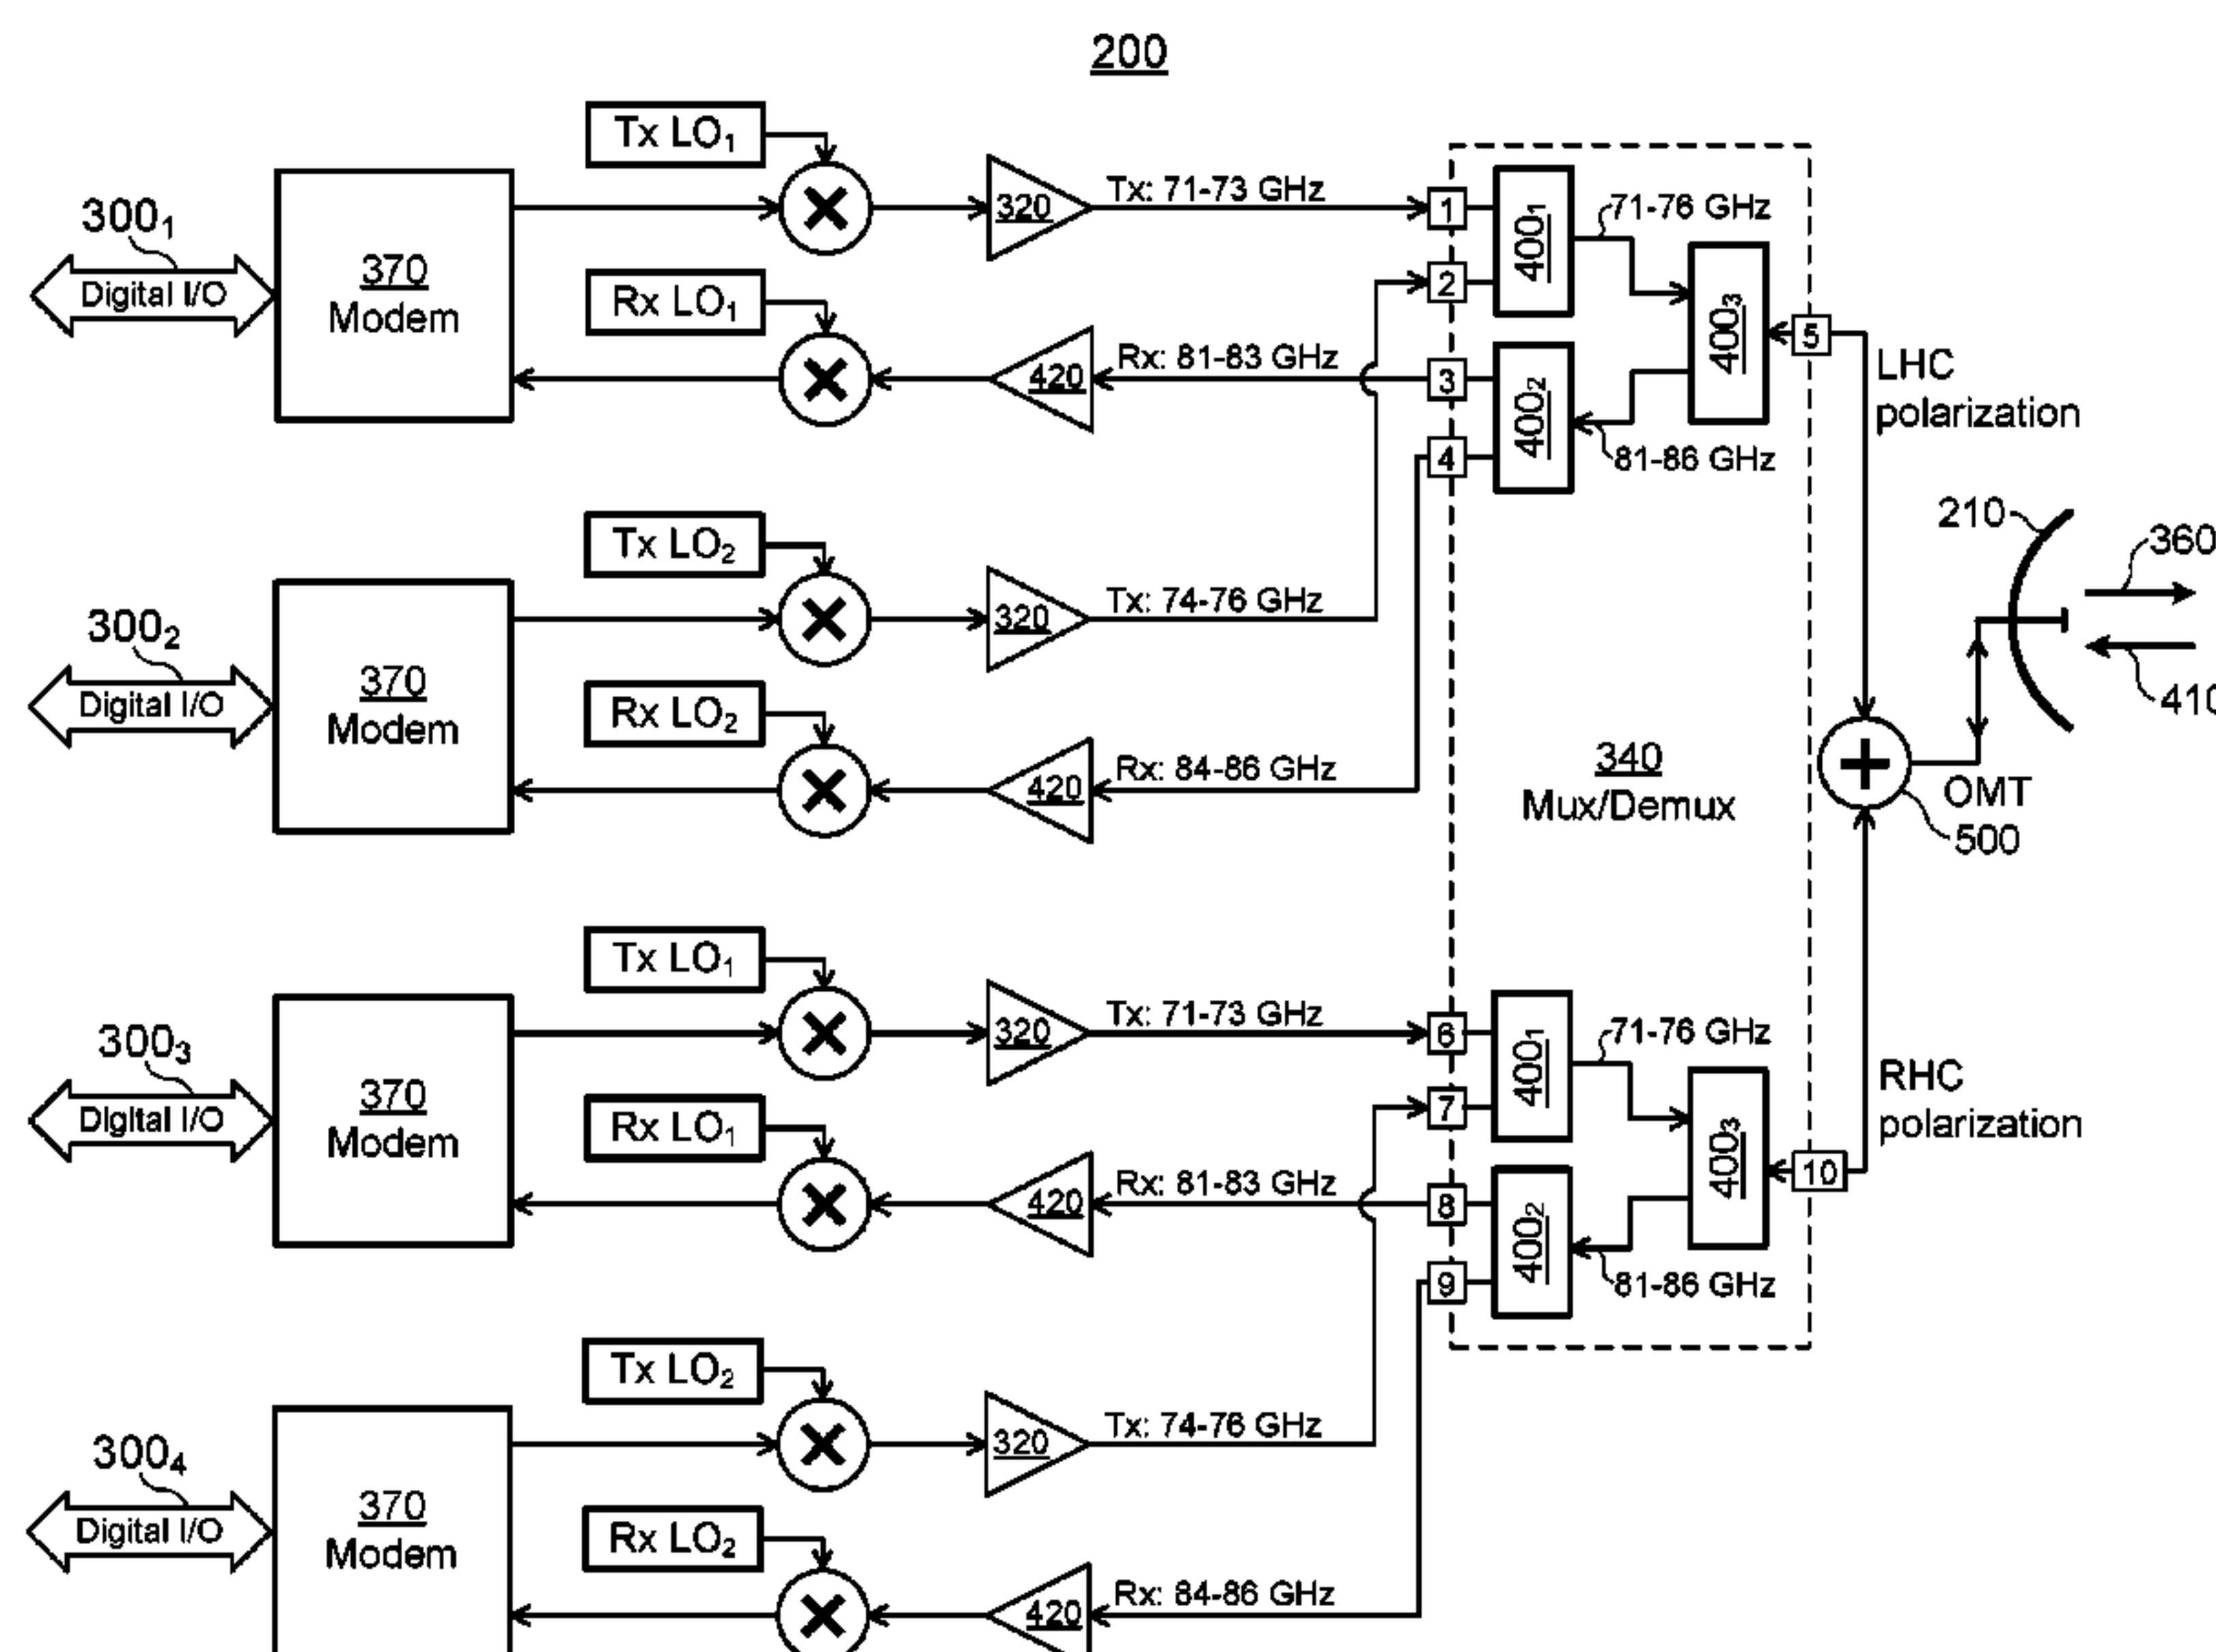 200
Tx LO₁
320
Tx: 71-73 GHz
1
400₁
71-76 GHz
300₁
Digital I/O
370
Modem
Rx LO₁
2
400₃
5
Rx: 81-83 GHz
420
3
400₂
LHC
polarization
4
81-86 GHz
Tx LO₂
320
Tx: 74-76 GHz
300₂
Digital I/O
370
Modem
Rx LO₂
Rx: 84-86 GHz
420
340
Mux/Demux
210
360
410
OMT
500
Tx LO₁
320
Tx: 71-73 GHz
6
400₁
71-76 GHz
300₃
Digital I/O
370
Modem
Rx LO₁
7
400₃
10
RHC
polarization
Rx: 81-83 GHz
420
8
400₂
9
81-86 GHz
Tx LO₂
320
Tx: 74-76 GHz
300₄
Digital I/O
370
Modem
Rx LO₂
Rx: 84-86 GHz
420